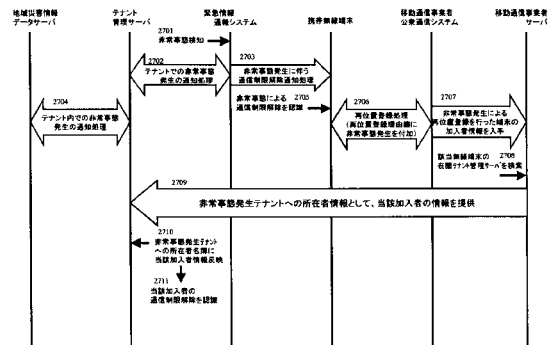 地域災害情報
データサーバ
テナント
管理サーバ
緊急情報
通報システム
携帯無線端末
移動通信事業者
公衆通信システム
移動通信事業者
サーバ
2701
非常事態検知
2702
テナントでの非常事態
発生の通知処理
2703
非常事態発生に伴う
通信制限解除通知処理
2704
テナント内での非常事態
発生の通知処理
非常事態による 2705
通信制限解除を認識
2706
再位置登録処理
(再位置登録理由欄に
非常事態発生を付加)
2707
非常事態発生による
再位置登録を行った端末の
加入者情報を入手
該当無線端末の 2708
在圏テナント管理サーバを検索
2709
非常事態発生テナントへの所在者情報として、当該加入者の情報を提供
2710
非常事態発生テナント
への所在者名簿に
当該加入者情報反映
2711
当該加入者の
通信制限解除を認識